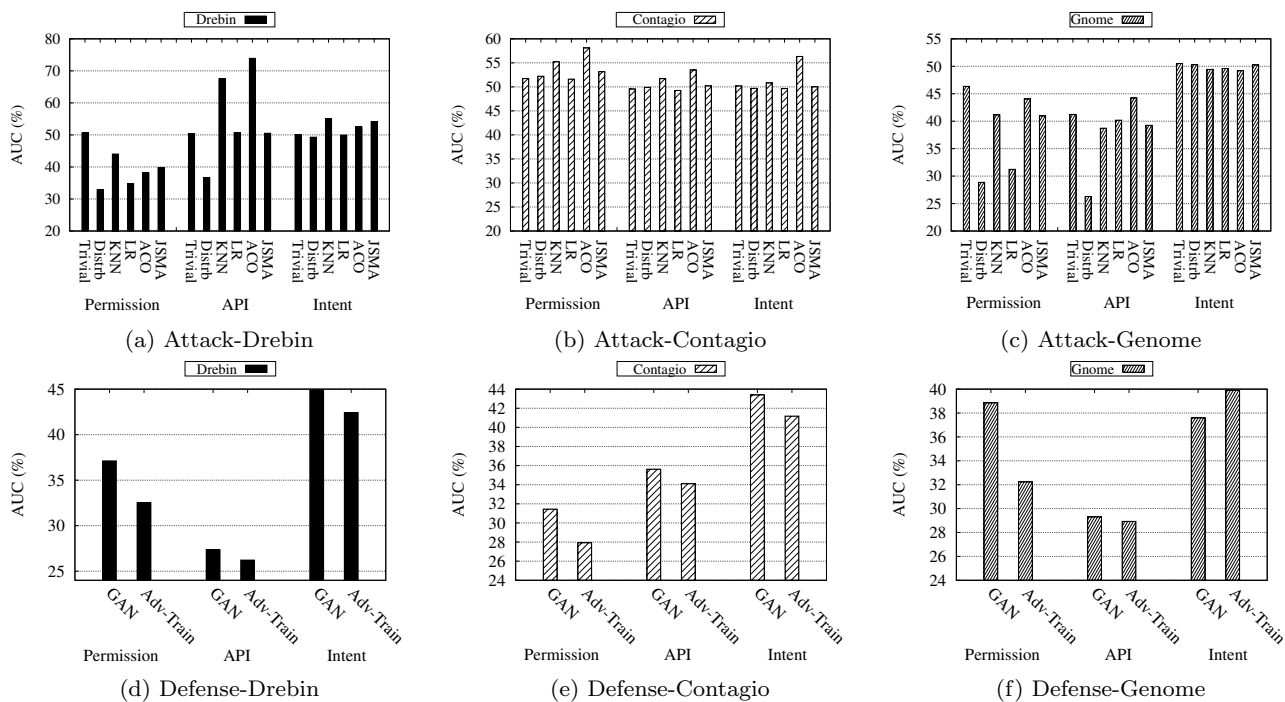 Drebin
80
70
60
50
40
30
20
AUC (%)
Trivial
Distrb
KNN
LR
ACO
JSMA
Trivial
Distrb
KNN
LR
ACO
JSMA
Trivial
Distrb
KNN
LR
ACO
JSMA
Permission API Intent
(a) Attack-Drebin
Contagio
60
55
50
45
40
35
30
25
20
AUC (%)
Trivial
Distrb
KNN
LR
ACO
JSMA
Trivial
Distrb
KNN
LR
ACO
JSMA
Trivial
Distrb
KNN
LR
ACO
JSMA
Permission API Intent
(b) Attack-Contagio
Gnome
55
50
45
40
35
30
25
20
AUC (%)
Trivial
Distrb
KNN
LR
ACO
JSMA
Trivial
Distrb
KNN
LR
ACO
JSMA
Trivial
Distrb
KNN
LR
ACO
JSMA
Permission API Intent
(c) Attack-Genome
Drebin
45
40
35
30
25
AUC (%)
GAN
Adv-Train
GAN
Adv-Train
GAN
Adv-Train
Permission API Intent
(d) Defense-Drebin
Contagio
44
42
40
38
36
34
32
30
28
26
24
AUC (%)
GAN
Adv-Train
GAN
Adv-Train
GAN
Adv-Train
Permission API Intent
(e) Defense-Contagio
Gnome
40
38
36
34
32
30
28
26
24
AUC (%)
GAN
Adv-Train
GAN
Adv-Train
GAN
Adv-Train
Permission API Intent
(f) Defense-Genome